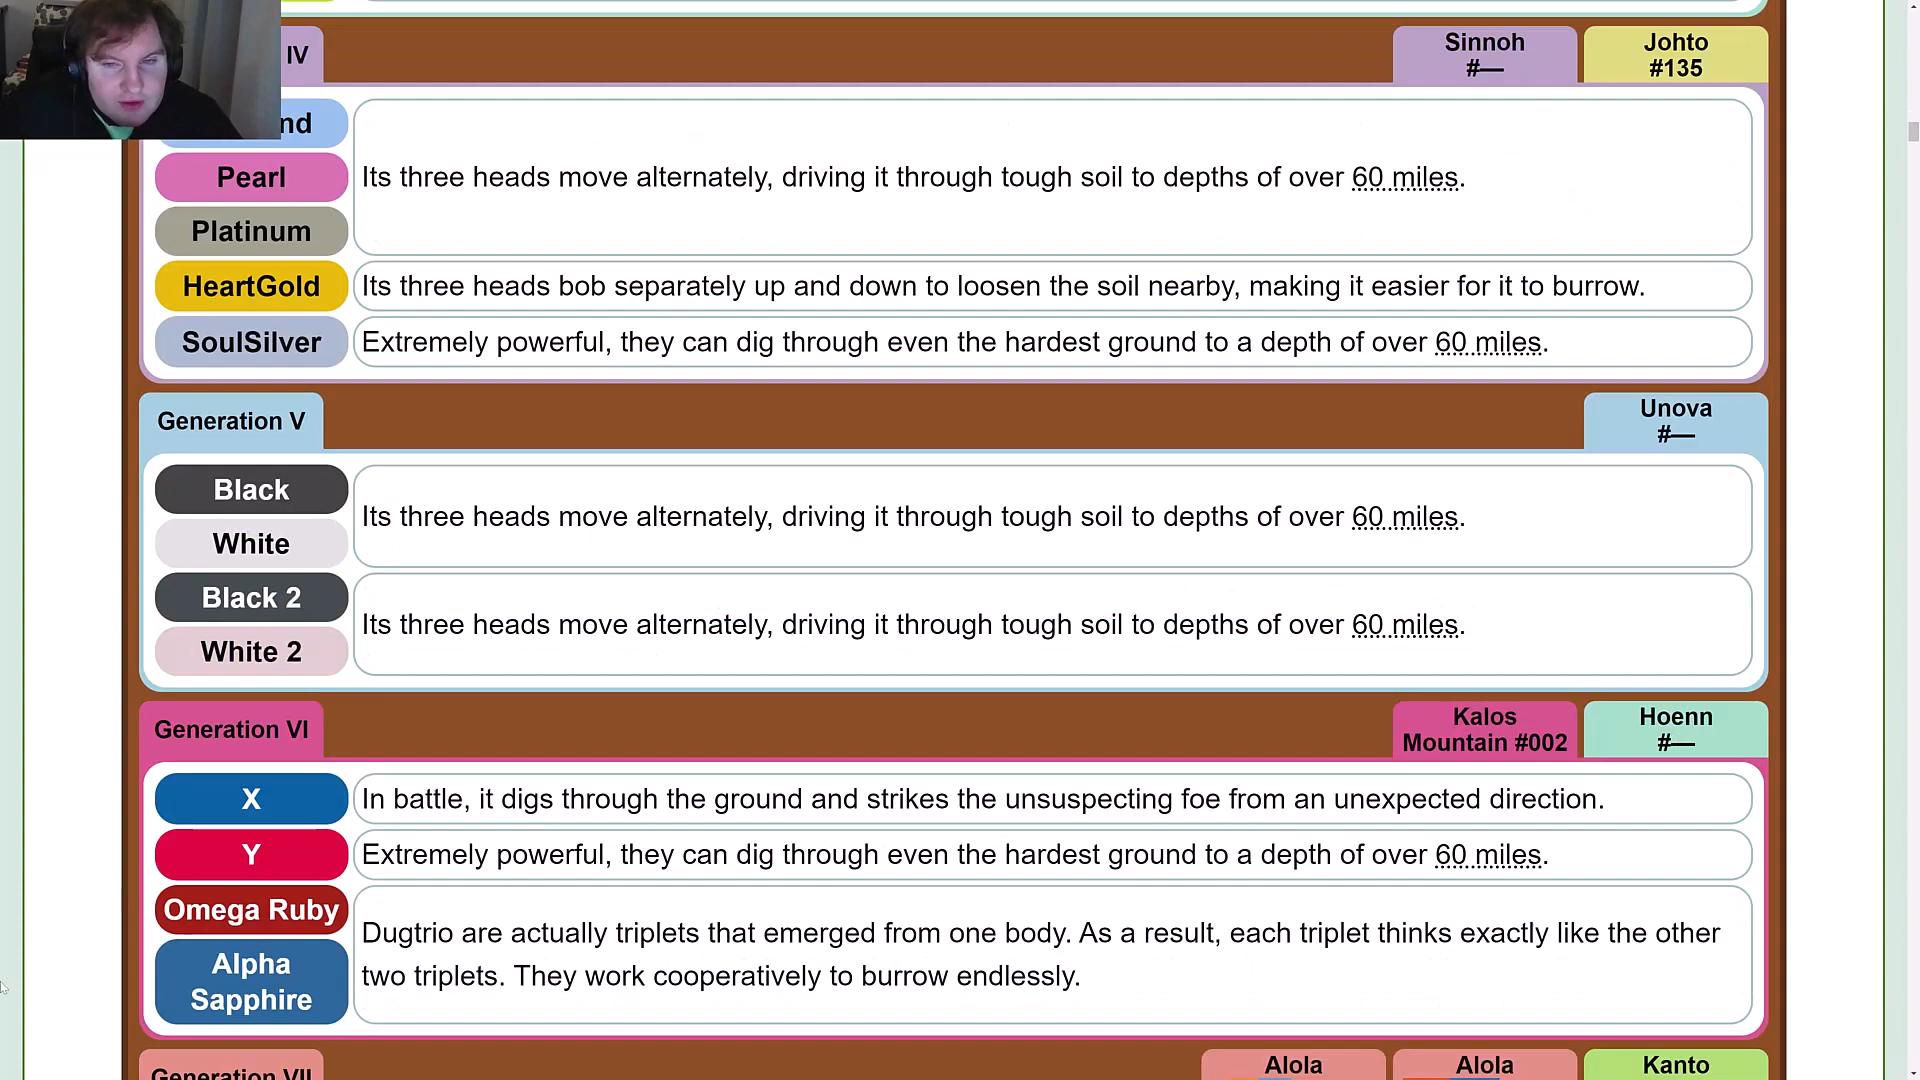 IV
Sinnoh
#—
Johto
#135
nd
Pearl
Platinum
Its three heads move alternately, driving it through tough soil to depths of over 60 miles.
HeartGold
Its three heads bob separately up and down to loosen the soil nearby, making it easier for it to burrow.
SoulSilver
Extremely powerful, they can dig through even the hardest ground to a depth of over 60 miles.
Generation V
Unova
#—
Black
White
Its three heads move alternately, driving it through tough soil to depths of over 60 miles.
Black 2
White 2
Its three heads move alternately, driving it through tough soil to depths of over 60 miles.
Generation VI
Kalos
Mountain #002
Hoenn
#—
X
In battle, it digs through the ground and strikes the unsuspecting foe from an unexpected direction.
Y
Extremely powerful, they can dig through even the hardest ground to a depth of over 60 miles.
Omega Ruby
Alpha
Sapphire
Dugtrio are actually triplets that emerged from one body. As a result, each triplet thinks exactly like the other
two triplets. They work cooperatively to burrow endlessly.
Generation VII
Alola
Alola
Kanto